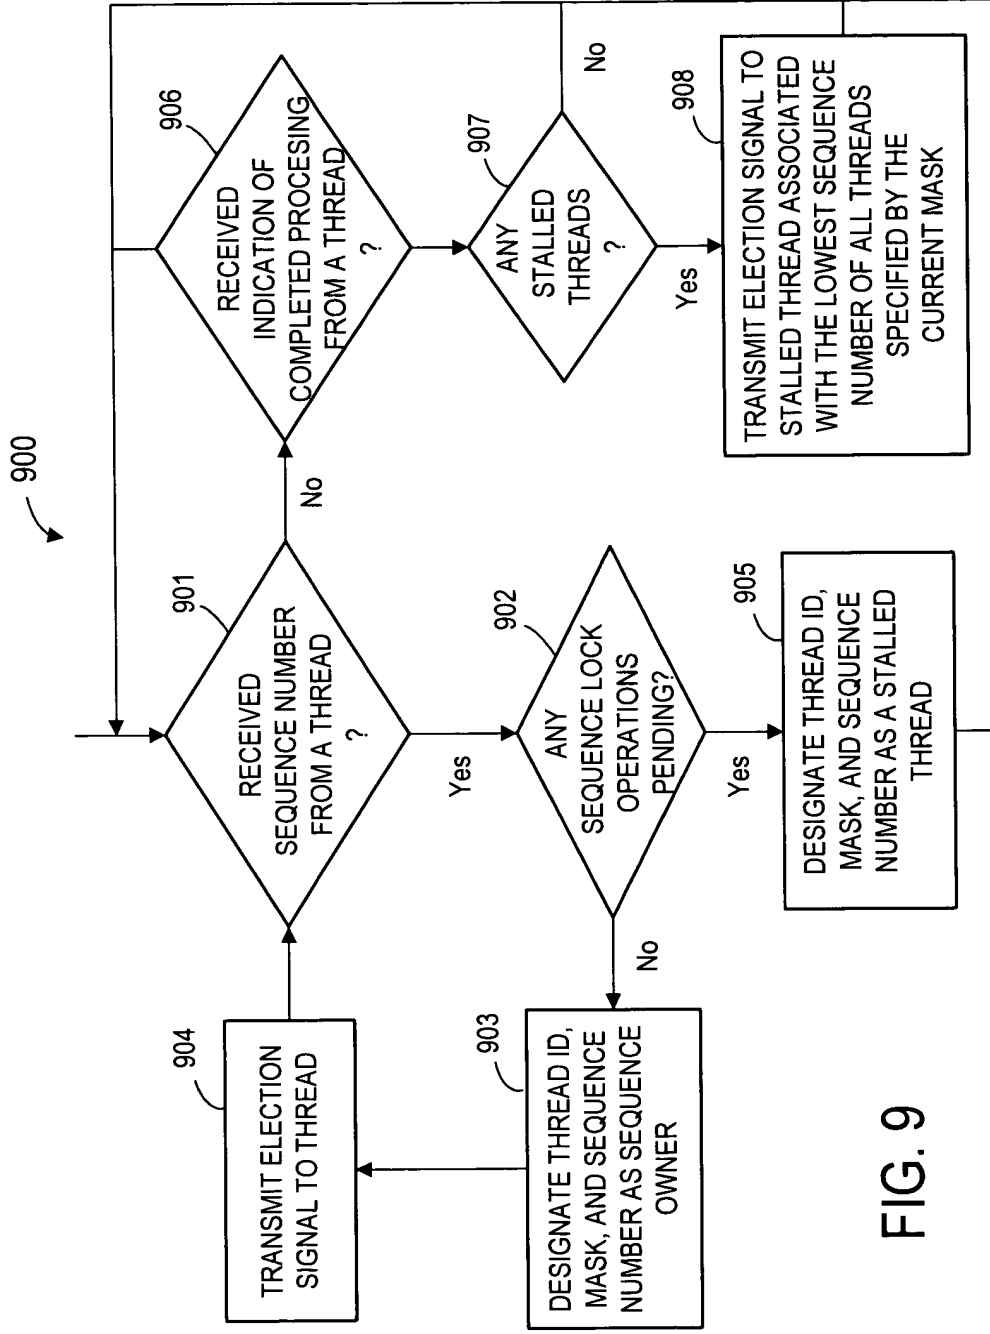 900
904
TRANSMIT ELECTION
SIGNAL TO THREAD
901
RECEIVED
SEQUENCE NUMBER
FROM A THREAD
?
No
Yes
906
RECEIVED
INDICATION OF
COMPLETED PROCESING
FROM A THREAD
?
903
DESIGNATE THREAD ID,
MASK, AND SEQUENCE
NUMBER AS SEQUENCE
OWNER
No
902
ANY
SEQUENCE LOCK
OPERATIONS
PENDING?
Yes
907
ANY
STALLED
THREADS
?
No
Yes
905
DESIGNATE THREAD ID,
MASK, AND SEQUENCE
NUMBER AS A STALLED
THREAD
908
TRANSMIT ELECTION SIGNAL TO
STALLED THREAD ASSOCIATED
WITH THE LOWEST SEQUENCE
NUMBER OF ALL THREADS
SPECIFIED BY THE
CURRENT MASK
FIG. 9